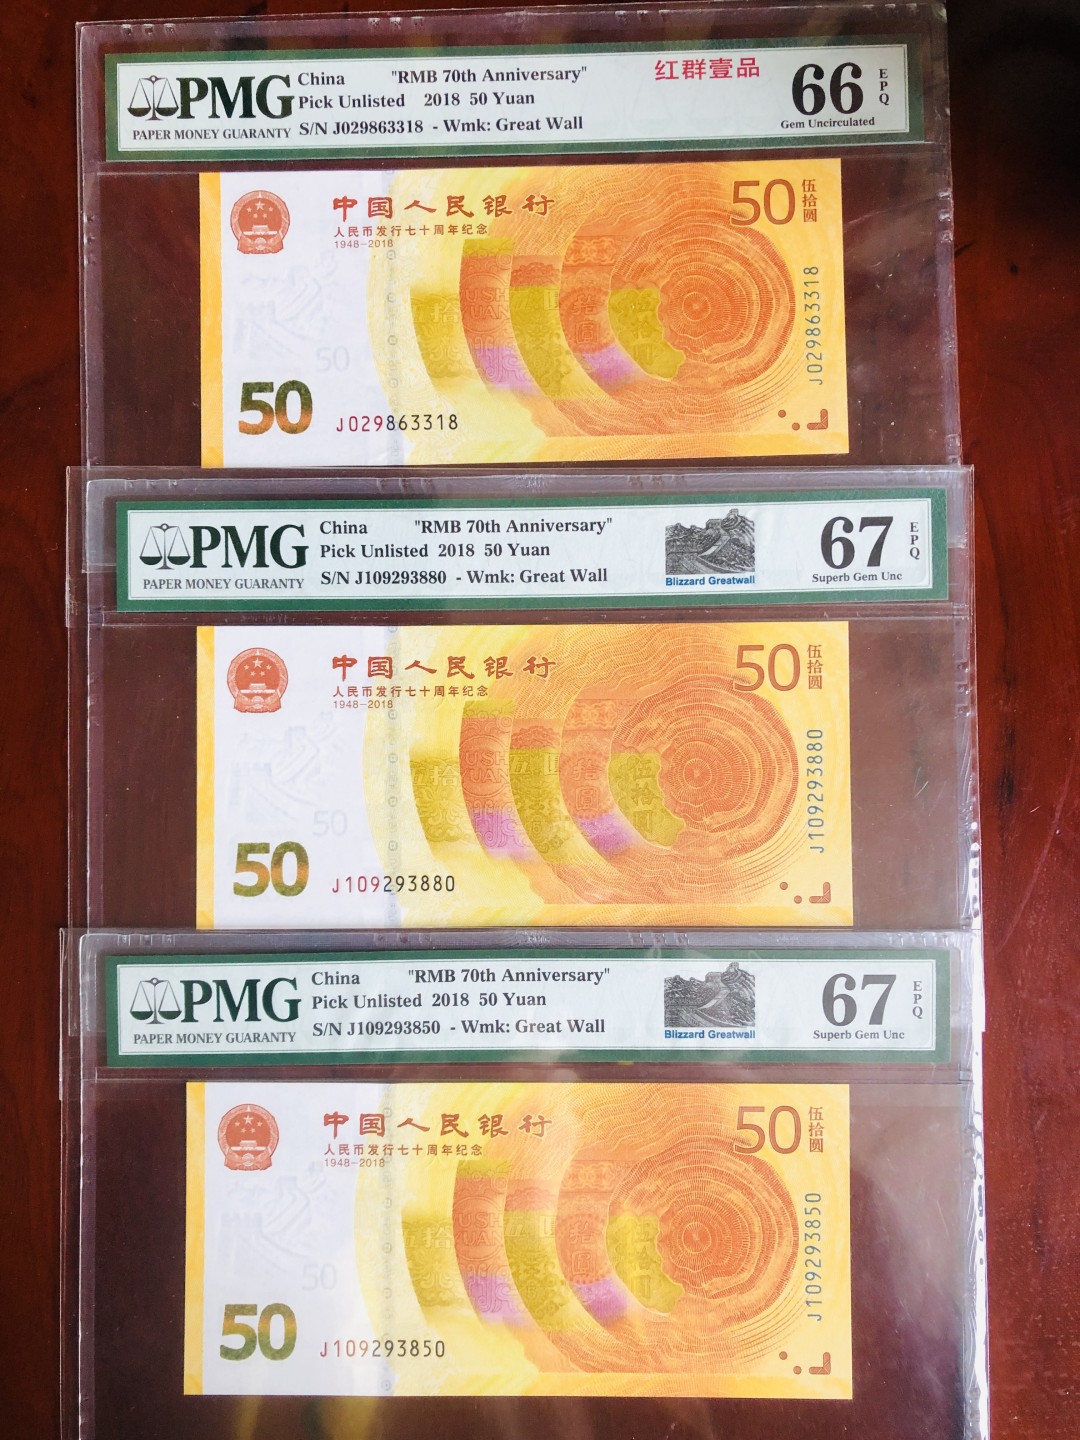 PMG
PAPER MONEY GUARANTY
China "RMB 70th Anniversary"
Pick Unlisted 2018 50 Yuan
S/N J029863318 - Wmk: Great Wall
红群壹品
66
EPQ
Gem Uncirculated
中国人民银行
人民币发行七十周年纪念
1948-2018
50
伍拾圆
J029863318
50
50
J029863318
PMG
PAPER MONEY GUARANTY
China "RMB 70th Anniversary"
Pick Unlisted 2018 50 Yuan
S/N J109293880 - Wmk: Great Wall
Blizzard Greatwall
67
EPQ
Superb Gem Unc
中国人民银行
人民币发行七十周年纪念
1948-2018
50
伍拾圆
J109293880
50
50
J109293880
PMG
PAPER MONEY GUARANTY
China "RMB 70th Anniversary"
Pick Unlisted 2018 50 Yuan
S/N J109293850 - Wmk: Great Wall
Blizzard Greatwall
67
EPQ
Superb Gem Unc
中国人民银行
人民币发行七十周年纪念
1948-2018
50
伍拾圆
J109293850
50
50
J109293850